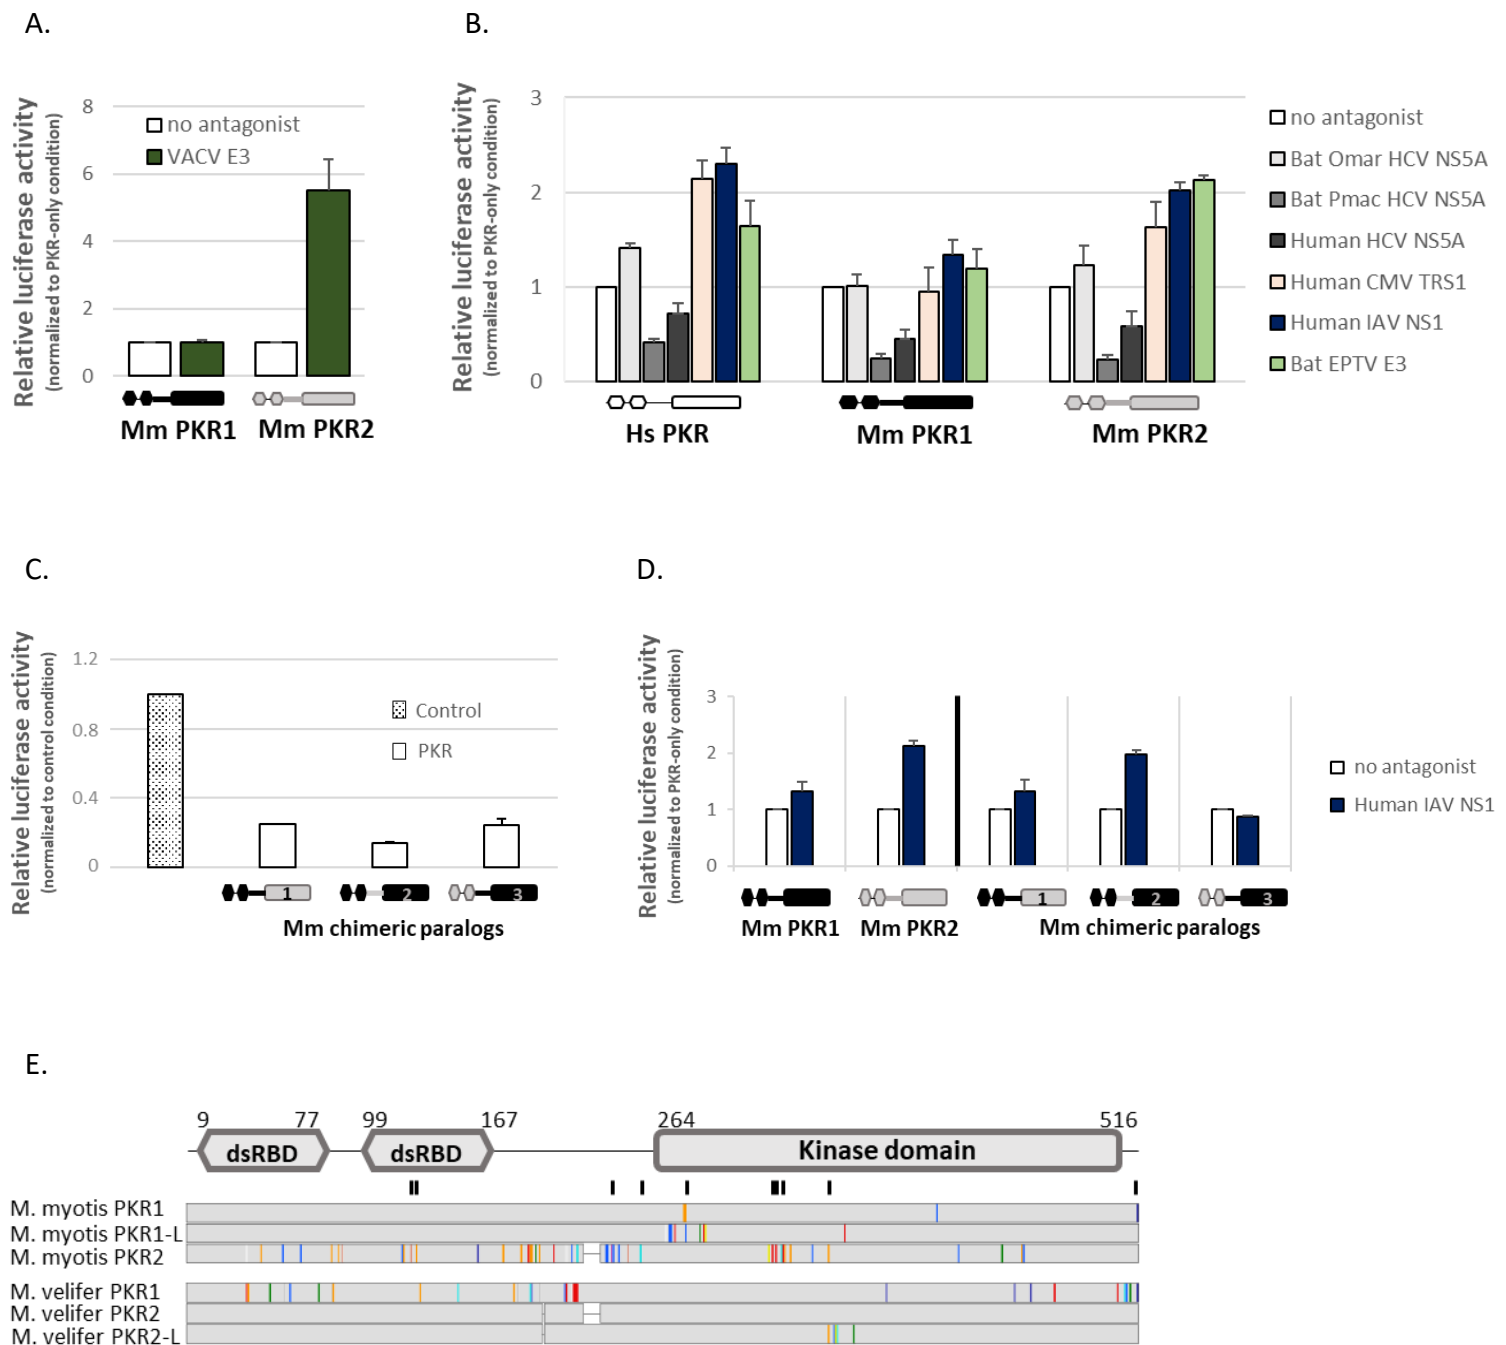 A.
Relative luciferase activity
(normalized to PKR-only condition)
8
6
4
2
0
no antagonist
VACV E3
Mm PKR1
Mm PKR2
B.
Relative luciferase activity
(normalized to PKR-only condition)
3
2
1
0
Hs PKR
Mm PKR1
Mm PKR2
no antagonist
Bat Omar HCV NS5A
Bat Pmac HCV NS5A
Human HCV NS5A
Human CMV TRS1
Human IAV NS1
Bat EPTV E3
C.
Relative luciferase activity
(normalized to control condition)
1.2
0.8
0.4
0
Control
PKR
1
2
3
Mm chimeric paralogs
D.
Relative luciferase activity
(normalized to PKR-only condition)
3
2
1
0
no antagonist
Human IAV NS1
1
2
3
Mm PKR1
Mm PKR2
Mm chimeric paralogs
E.
9 77 99 167 264 516
dsRBD dsRBD Kinase domain
M. myotis PKR1
M. myotis PKR1-L
M. myotis PKR2
M. velifer PKR1
M. velifer PKR2
M. velifer PKR2-L